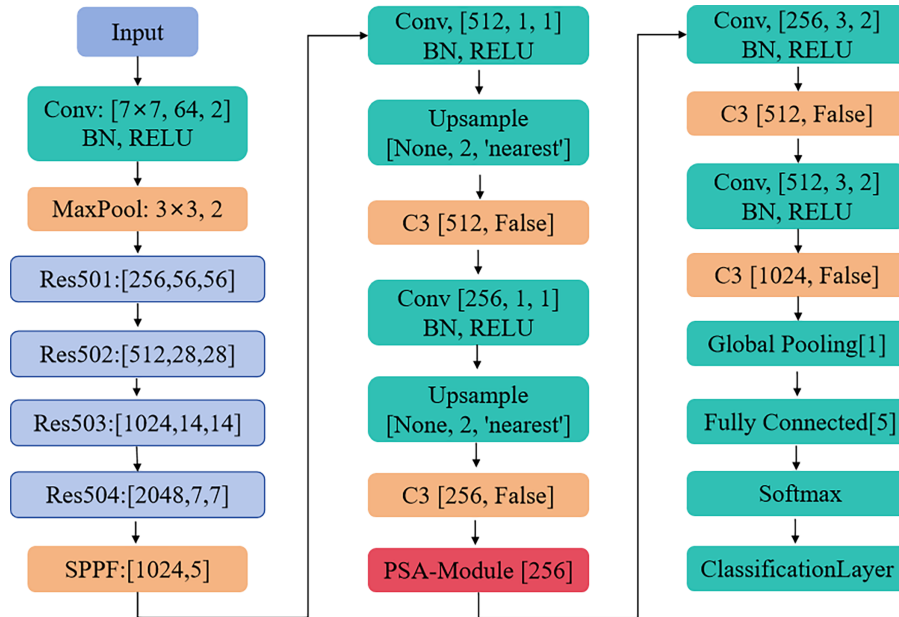 Input
Conv: [7×7, 64, 2]
BN, RELU
MaxPool: 3×3, 2
Res501:[256,56,56]
Res502:[512,28,28]
Res503:[1024,14,14]
Res504:[2048,7,7]
SPPF:[1024,5]
Conv, [512, 1, 1]
BN, RELU
Upsample
[None, 2, 'nearest']
C3 [512, False]
Conv [256, 1, 1]
BN, RELU
Upsample
[None, 2, 'nearest']
C3 [256, False]
PSA-Module [256]
Conv, [256, 3, 2]
BN, RELU
C3 [512, False]
Conv, [512, 3, 2]
BN, RELU
C3 [1024, False]
Global Pooling[1]
Fully Connected[5]
Softmax
ClassificationLayer